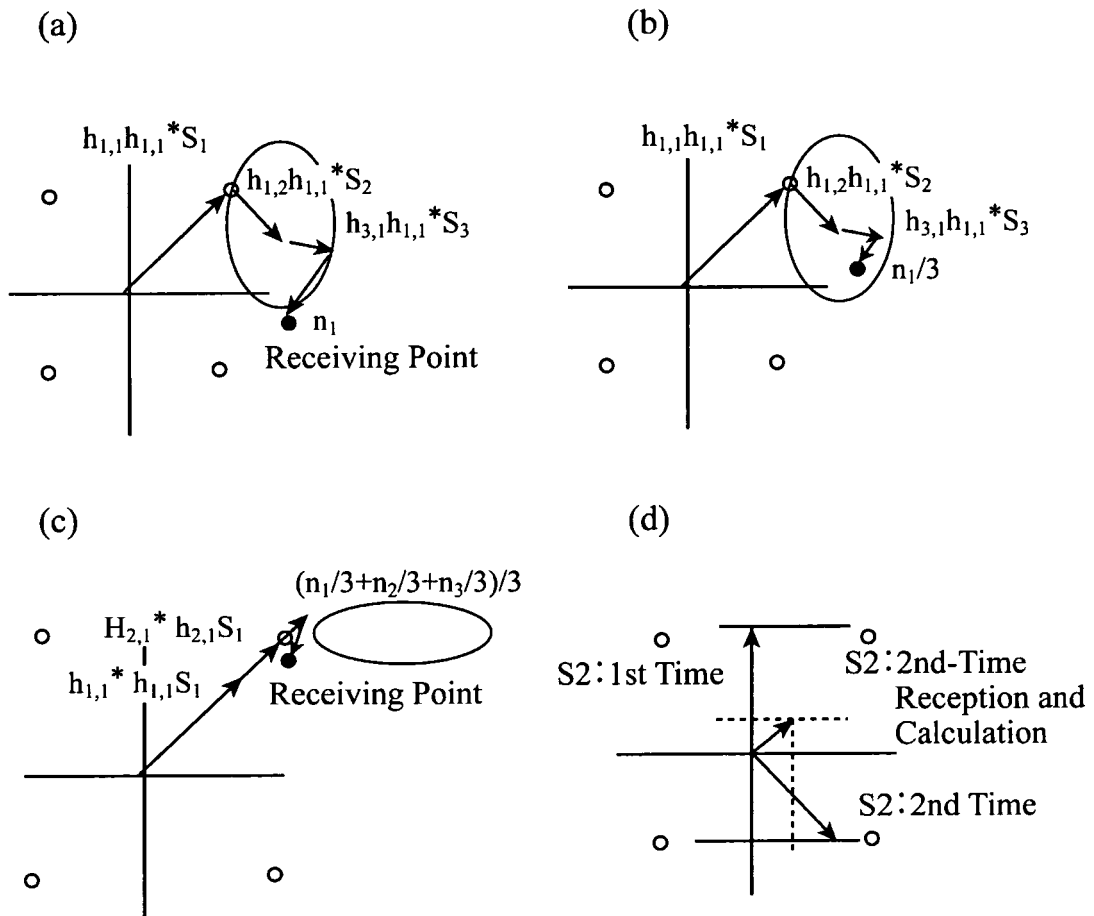 (a)
h₁,₁h₁,₁*S₁
h₁,₂h₁,₁*S₂
h₃,₁h₁,₁*S₃
n₁
Receiving Point
(b)
h₁,₁h₁,₁*S₁
h₁,₂h₁,₁*S₂
h₃,₁h₁,₁*S₃
n₁/3
(c)
(n₁/3+n₂/3+n₃/3)/3
H₂,₁* h₂,₁S₁
h₁,₁* h₁,₁S₁
Receiving Point
(d)
S2:1st Time
S2:2nd-Time
Reception and
Calculation
S2:2nd Time